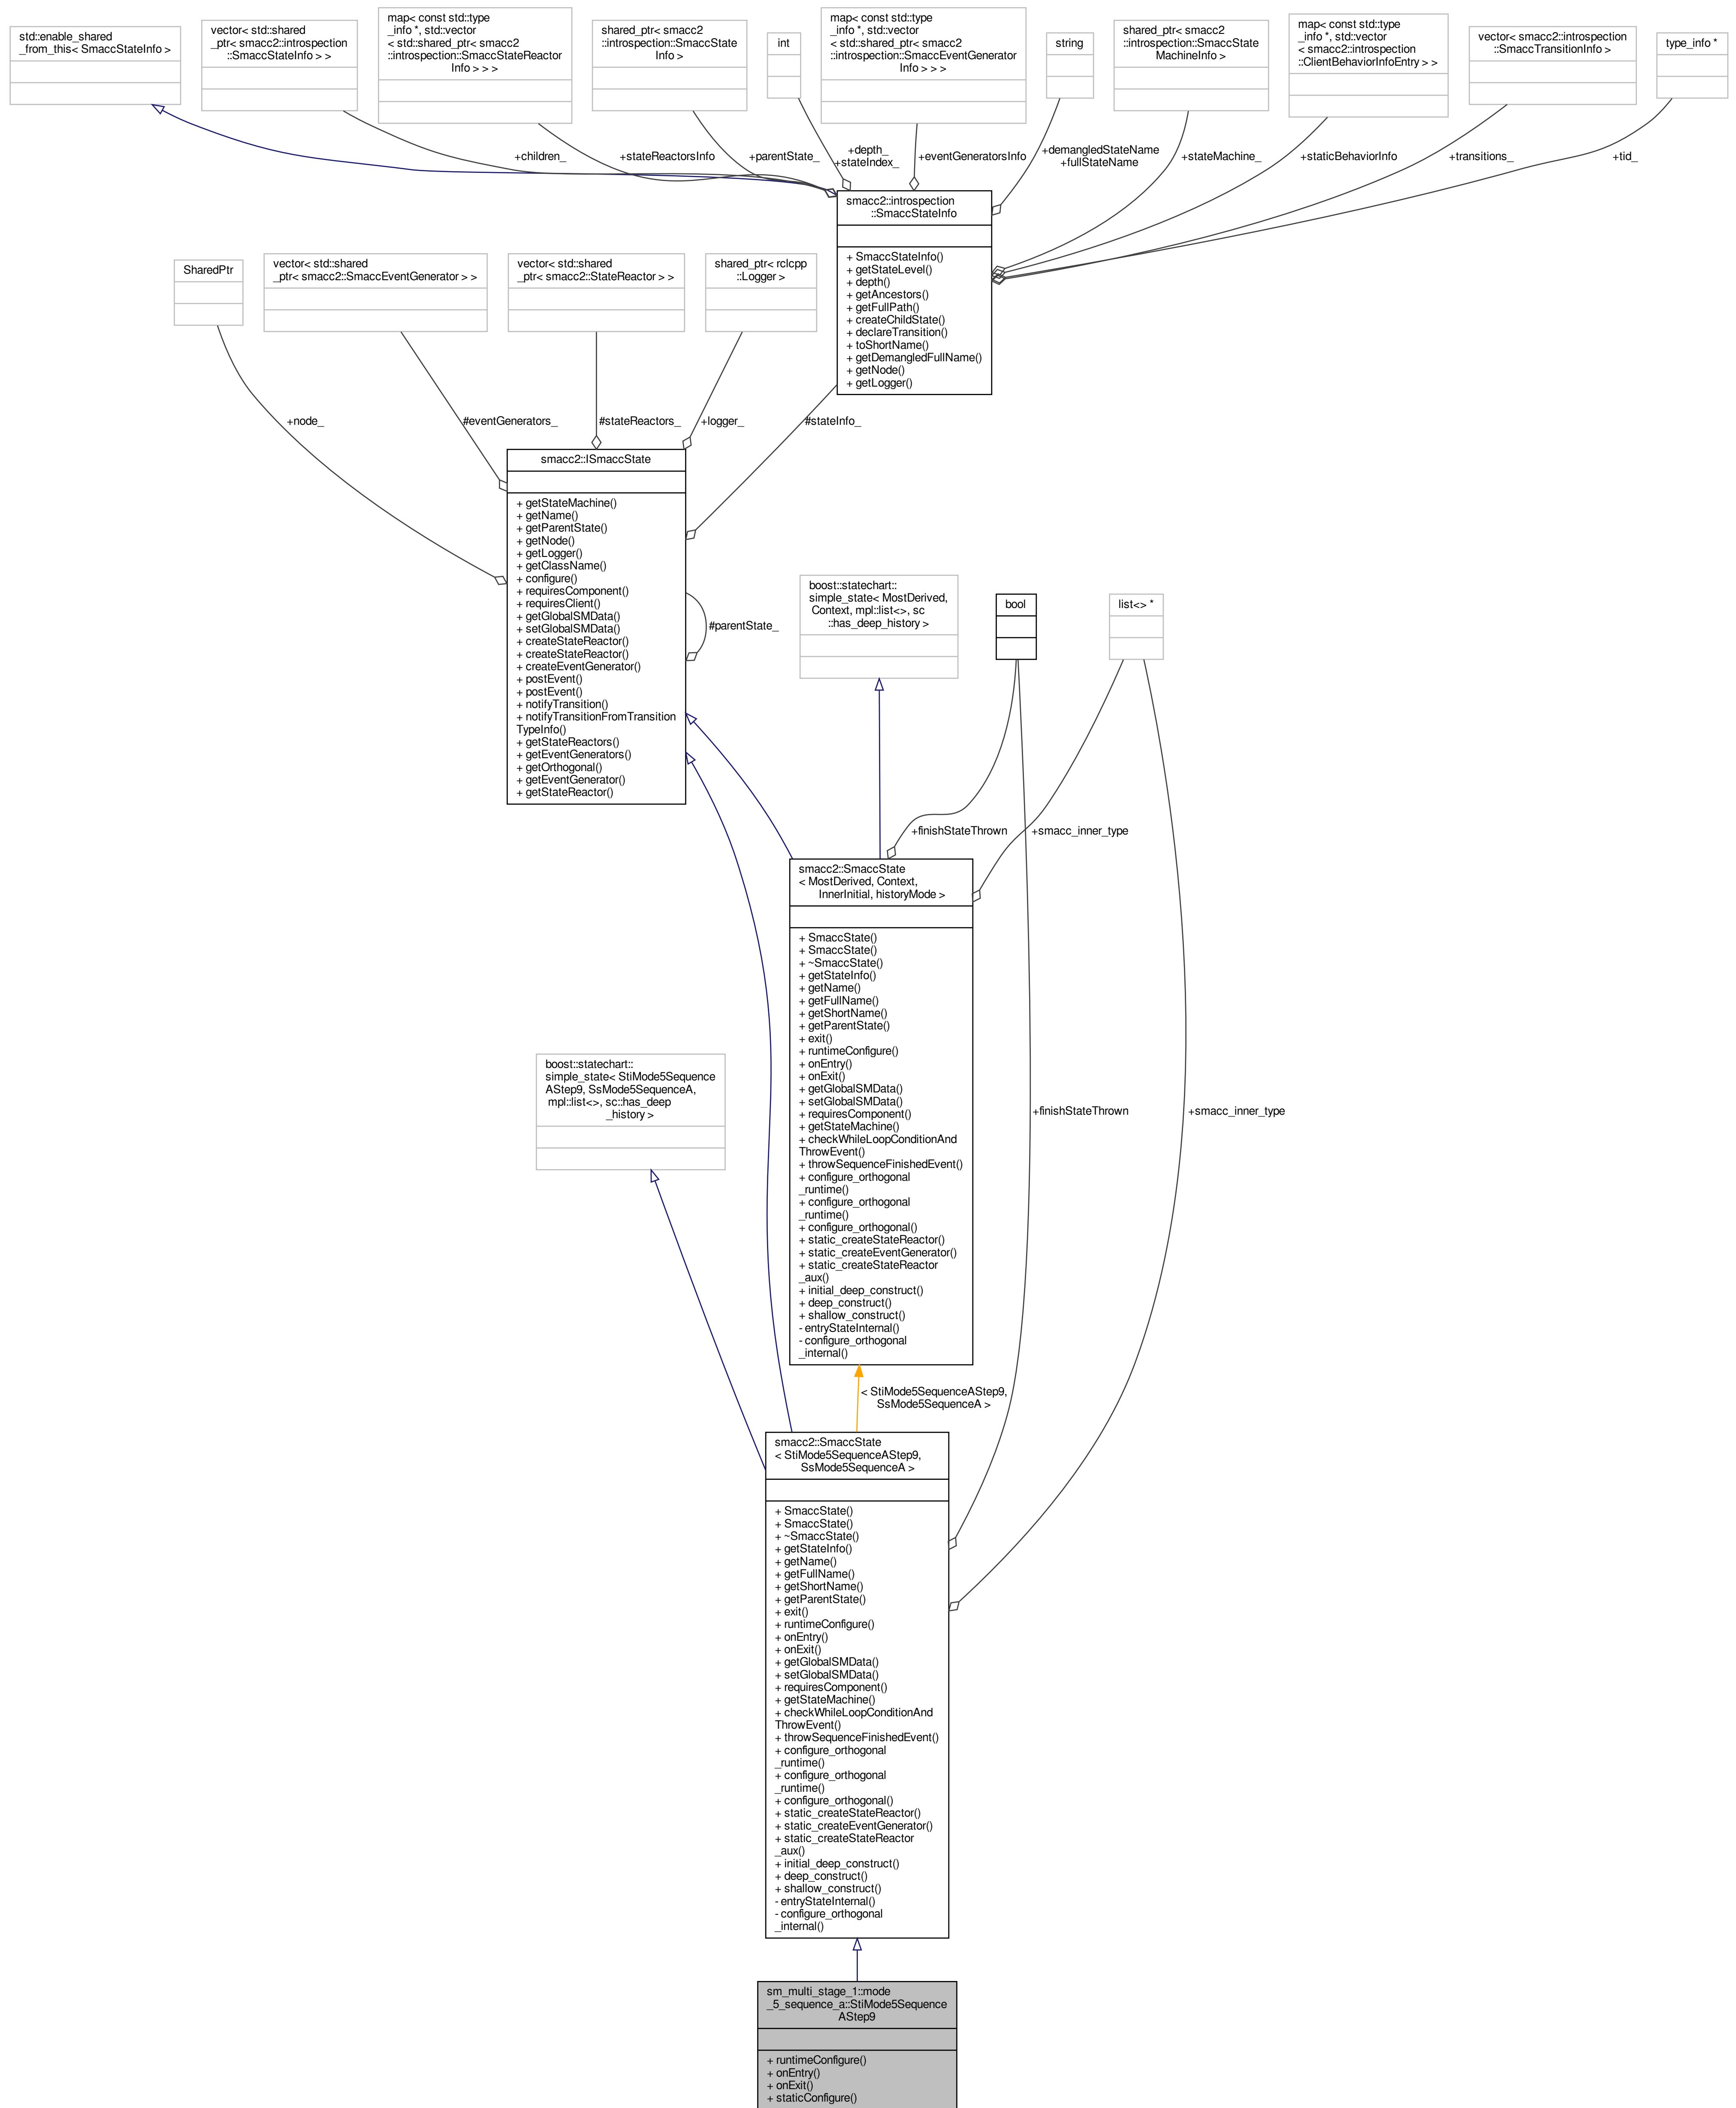 std::enable_shared
_from_this< SmaccStateInfo >
vector< std::shared
_ptr< smacc2::introspection
::SmaccStateInfo > >
map< const std::type
_info *, std::vector
< std::shared_ptr< smacc2
::introspection::SmaccStateReactor
Info > > >
shared_ptr< smacc2
::introspection::SmaccState
Info >
int
map< const std::type
_info *, std::vector
< std::shared_ptr< smacc2
::introspection::SmaccEventGenerator
Info > > >
string
shared_ptr< smacc2
::introspection::SmaccState
MachineInfo >
map< const std::type
_info *, std::vector
< smacc2::introspection
::ClientBehaviorInfoEntry > >
vector< smacc2::introspection
::SmaccTransitionInfo >
type_info *
+children_
+stateReactorsInfo
+parentState_
+depth_
+stateIndex_
+eventGeneratorsInfo
+demangledStateName
+fullStateName
+stateMachine_
+staticBehaviorInfo
+transitions_
+tid_
smacc2::introspection
::SmaccStateInfo
+ SmaccStateInfo()
+ getStateLevel()
+ depth()
+ getAncestors()
+ getFullPath()
+ createChildState()
+ declareTransition()
+ toShortName()
+ getDemangledFullName()
+ getNode()
+ getLogger()
SharedPtr
vector< std::shared
_ptr< smacc2::SmaccEventGenerator > >
vector< std::shared
_ptr< smacc2::StateReactor > >
shared_ptr< rclcpp
::Logger >
+node_
#eventGenerators_
#stateReactors_
+logger_
#stateInfo_
smacc2::ISmaccState
+ getStateMachine()
+ getName()
+ getParentState()
+ getNode()
+ getLogger()
+ getClassName()
+ configure()
+ requiresComponent()
+ requiresClient()
+ getGlobalSMData()
+ setGlobalSMData()
+ createStateReactor()
+ createStateReactor()
+ createEventGenerator()
+ postEvent()
+ postEvent()
+ notifyTransition()
+ notifyTransitionFromTransition
TypeInfo()
+ getStateReactors()
+ getEventGenerators()
+ getOrthogonal()
+ getEventGenerator()
+ getStateReactor()
#parentState_
boost::statechart::
simple_state< MostDerived,
Context, mpl::list<>, sc
::has_deep_history >
bool
list<> *
+finishStateThrown
+smacc_inner_type
smacc2::SmaccState
< MostDerived, Context,
InnerInitial, historyMode >
+ SmaccState()
+ SmaccState()
+ ~SmaccState()
+ getStateInfo()
+ getName()
+ getFullName()
+ getShortName()
+ getParentState()
+ exit()
+ runtimeConfigure()
+ onEntry()
+ onExit()
+ getGlobalSMData()
+ setGlobalSMData()
+ requiresComponent()
+ getStateMachine()
+ checkWhileLoopConditionAnd
ThrowEvent()
+ throwSequenceFinishedEvent()
+ configure_orthogonal
_runtime()
+ configure_orthogonal
_runtime()
+ configure_orthogonal()
+ static_createStateReactor()
+ static_createEventGenerator()
+ static_createStateReactor
_aux()
+ initial_deep_construct()
+ deep_construct()
+ shallow_construct()
- entryStateInternal()
- configure_orthogonal
_internal()
boost::statechart::
simple_state< StiMode5Sequence
AStep9, SsMode5SequenceA,
mpl::list<>, sc::has_deep
_history >
+finishStateThrown
+smacc_inner_type
< StiMode5SequenceAStep9,
SsMode5SequenceA >
smacc2::SmaccState
< StiMode5SequenceAStep9,
SsMode5SequenceA >
+ SmaccState()
+ SmaccState()
+ ~SmaccState()
+ getStateInfo()
+ getName()
+ getFullName()
+ getShortName()
+ getParentState()
+ exit()
+ runtimeConfigure()
+ onEntry()
+ onExit()
+ getGlobalSMData()
+ setGlobalSMData()
+ requiresComponent()
+ getStateMachine()
+ checkWhileLoopConditionAnd
ThrowEvent()
+ throwSequenceFinishedEvent()
+ configure_orthogonal
_runtime()
+ configure_orthogonal
_runtime()
+ configure_orthogonal()
+ static_createStateReactor()
+ static_createEventGenerator()
+ static_createStateReactor
_aux()
+ initial_deep_construct()
+ deep_construct()
+ shallow_construct()
- entryStateInternal()
- configure_orthogonal
_internal()
sm_multi_stage_1::mode
_5_sequence_a::StiMode5Sequence
AStep9
+ runtimeConfigure()
+ onEntry()
+ onExit()
+ staticConfigure()